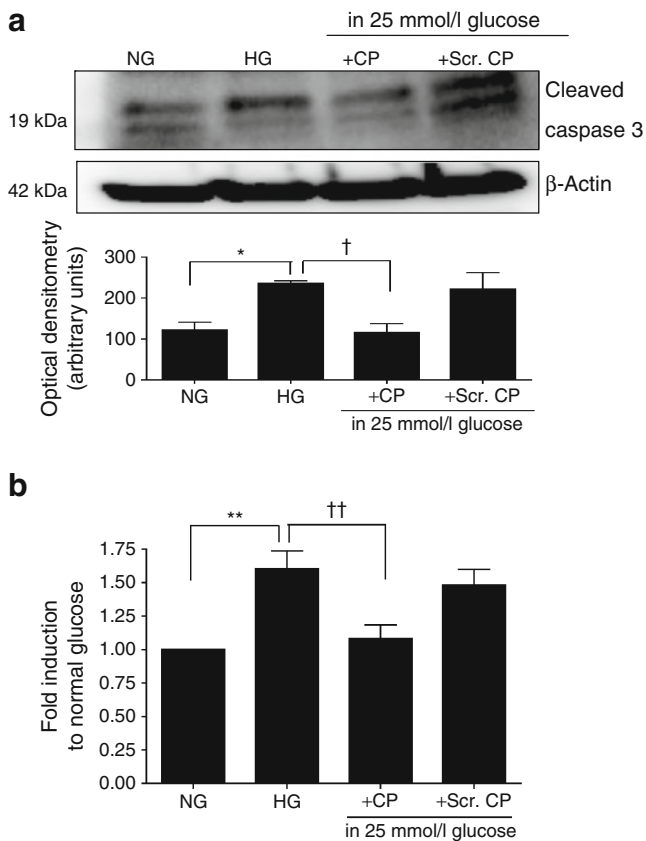 a
in 25 mmol/l glucose
NG HG +CP +Scr. CP
19 kDa
Cleaved
caspase 3
42 kDa
β-Actin
Optical densitometry
(arbitrary units)
300
200
100
0
* †
NG HG +CP +Scr. CP
in 25 mmol/l glucose
b
Fold induction
to normal glucose
1.75
1.50
1.25
1.00
0.75
0.50
0.25
0.00
** ††
NG HG +CP +Scr. CP
in 25 mmol/l glucose